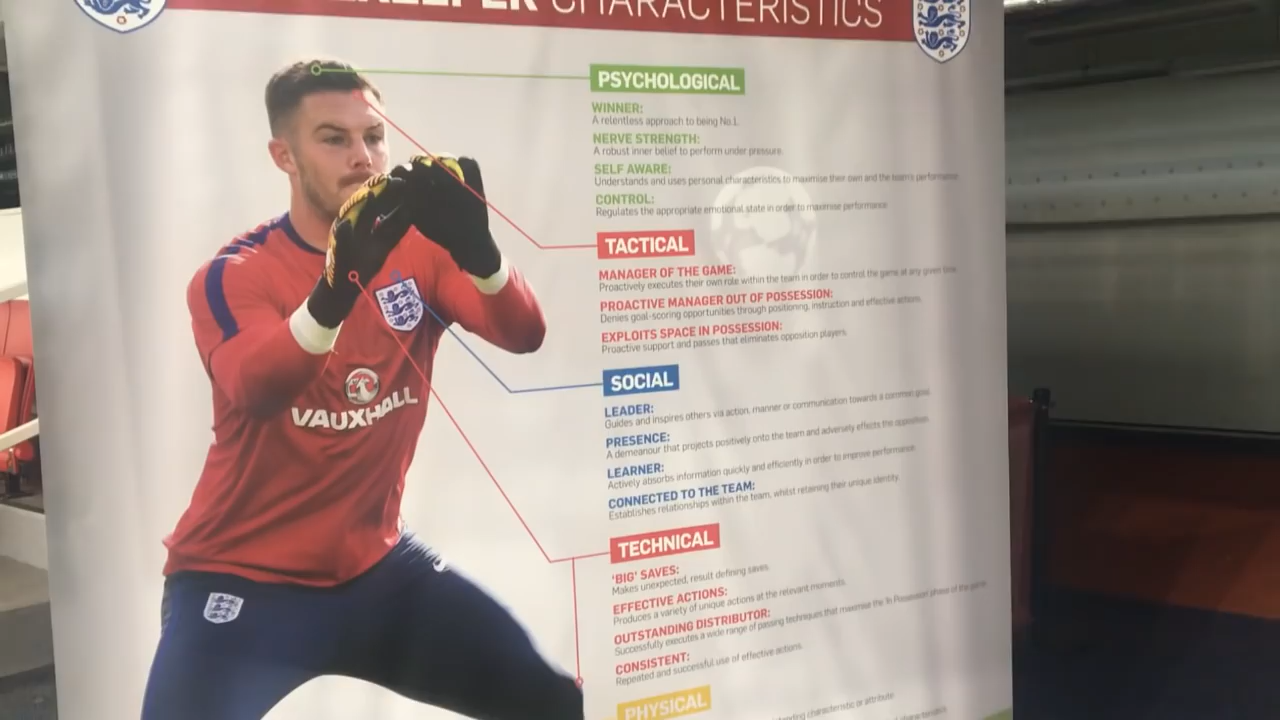 CHARACTERISTICS
PSYCHOLOGICAL
WINNER:
A relentless approach to being No.1.
NERVE STRENGTH:
A robust inner belief to perform under pressure.
SELF AWARE:
Understands and uses personal characteristics to maximise their own and the team's performance.
CONTROL:
Regulates the appropriate emotional state in order to maximise performance.
TACTICAL
MANAGER OF THE GAME:
Proactively executes their own role within the team in order to control the game at any given time.
PROACTIVE MANAGER OUT OF POSSESSION:
Denies goal-scoring opportunities through positioning, instruction and effective actions.
EXPLOITS SPACE IN POSSESSION:
Proactive support and passes that eliminates opposition players.
SOCIAL
LEADER:
Guides and inspires others via action, manner or communication towards a common goal.
PRESENCE:
A demeanour that projects positively onto the team and adversely effects the opposition.
LEARNER:
Actively absorbs information quickly and efficiently in order to improve performance.
CONNECTED TO THE TEAM:
Establishes relationships within the team, whilst retaining their unique identity.
TECHNICAL
'BIG' SAVES:
Makes unexpected, result defining saves.
EFFECTIVE ACTIONS:
Produces a variety of unique actions at the relevant moments.
OUTSTANDING DISTRIBUTOR:
Successfully executes a wide range of passing techniques that maximise the In Possession phase of the game.
CONSISTENT:
Repeated and successful use of effective actions.
PHYSICAL
characteristic or attribute
characteristics
VAUXHALL